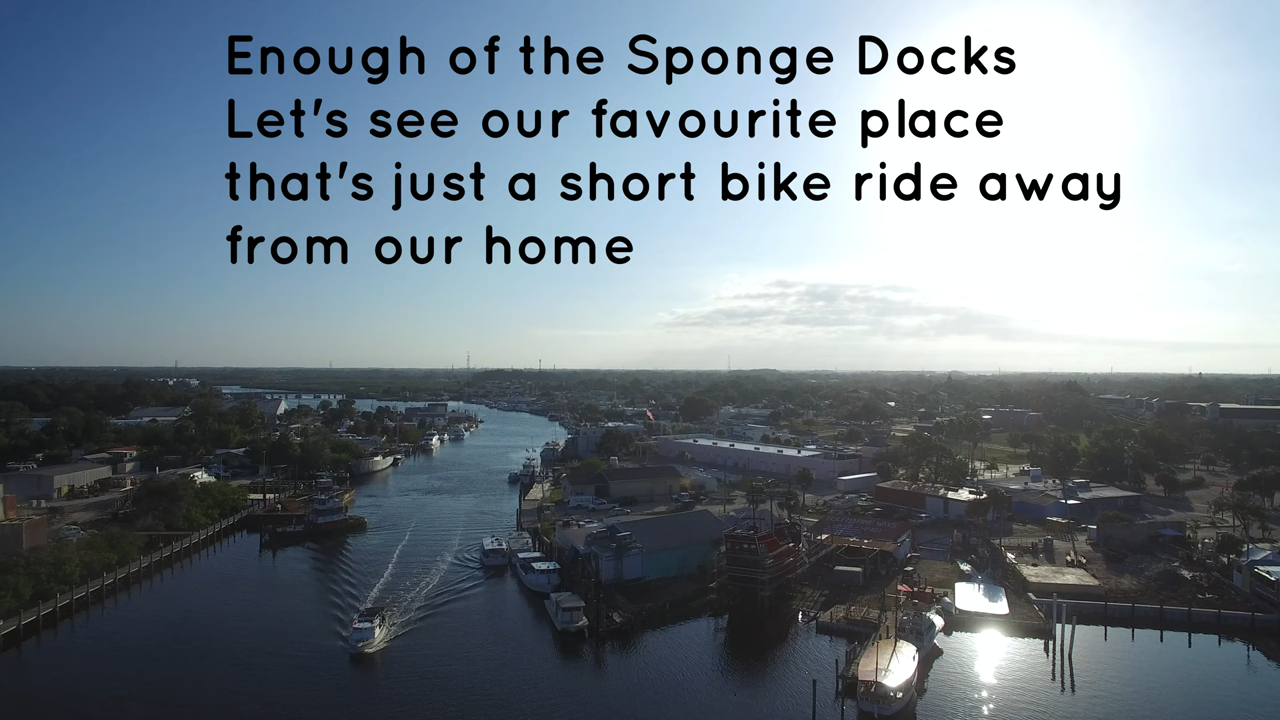 Enough of the Sponge Docks
Let's see our favourite place
that's just a short bike ride away
from our home